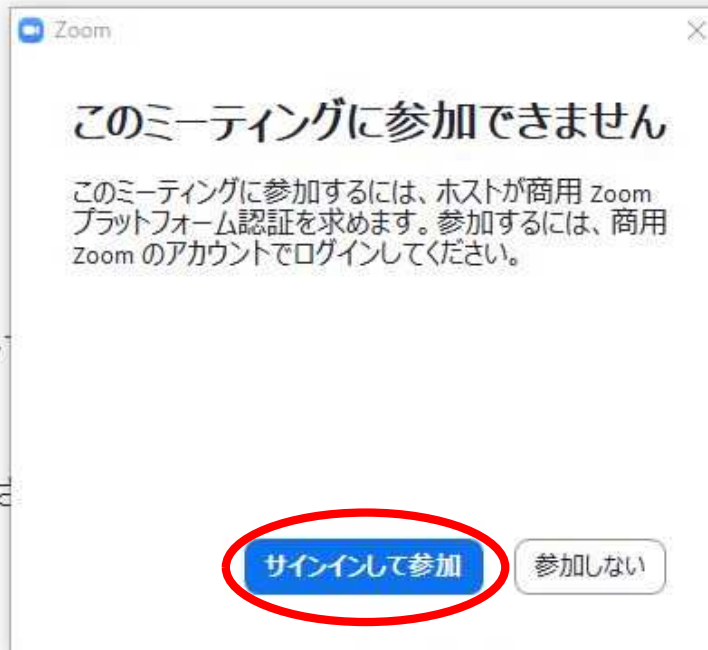 Zoom
このミーティングに参加できません
このミーティングに参加するには、ホストが商用 Zoom
プラットフォーム認証を求めます。参加するには、商用
Zoom のアカウントでログインしてください。
サインインして参加
参加しない